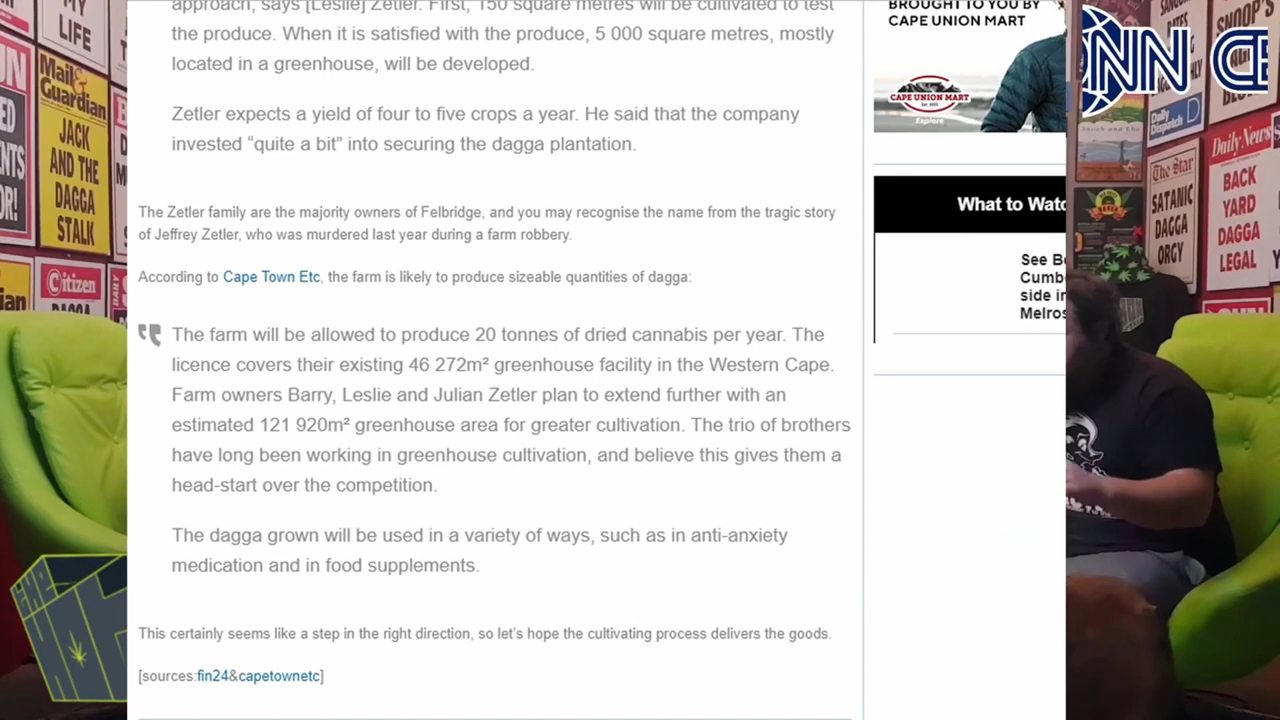 approach, says [Leslie] Zetler. First, 150 square metres will be cultivated to test
the produce. When it is satisfied with the produce, 5 000 square metres, mostly
located in a greenhouse, will be developed.
Zetler expects a yield of four to five crops a year. He said that the company
invested “quite a bit” into securing the dagga plantation.
The Zetler family are the majority owners of Felbridge, and you may recognise the name from the tragic story
of Jeffrey Zetler, who was murdered last year during a farm robbery.
According to Cape Town Etc, the farm is likely to produce sizeable quantities of dagga:
The farm will be allowed to produce 20 tonnes of dried cannabis per year. The
licence covers their existing 46 272m² greenhouse facility in the Western Cape.
Farm owners Barry, Leslie and Julian Zetler plan to extend further with an
estimated 121 920m² greenhouse area for greater cultivation. The trio of brothers
have long been working in greenhouse cultivation, and believe this gives them a
head-start over the competition.
The dagga grown will be used in a variety of ways, such as in anti-anxiety
medication and in food supplements.
This certainly seems like a step in the right direction, so let’s hope the cultivating process delivers the goods.
[sources:fin24&capetownetc]
BROUGHT TO YOU BY
CAPE UNION MART
CAPE UNION MART
Explore
What to Watc
See B
Cumb
side in
Melros
MY
LIFE
Mail&
Guardian
JACK
AND THE
DAGGA
STALK
Citizen
NN CE
SNOOP'S
Daily
Dispatch
The Star
SATANIC
DAGGA
ORGY
Daily News
BACK
YARD
DAGGA
LEGAL